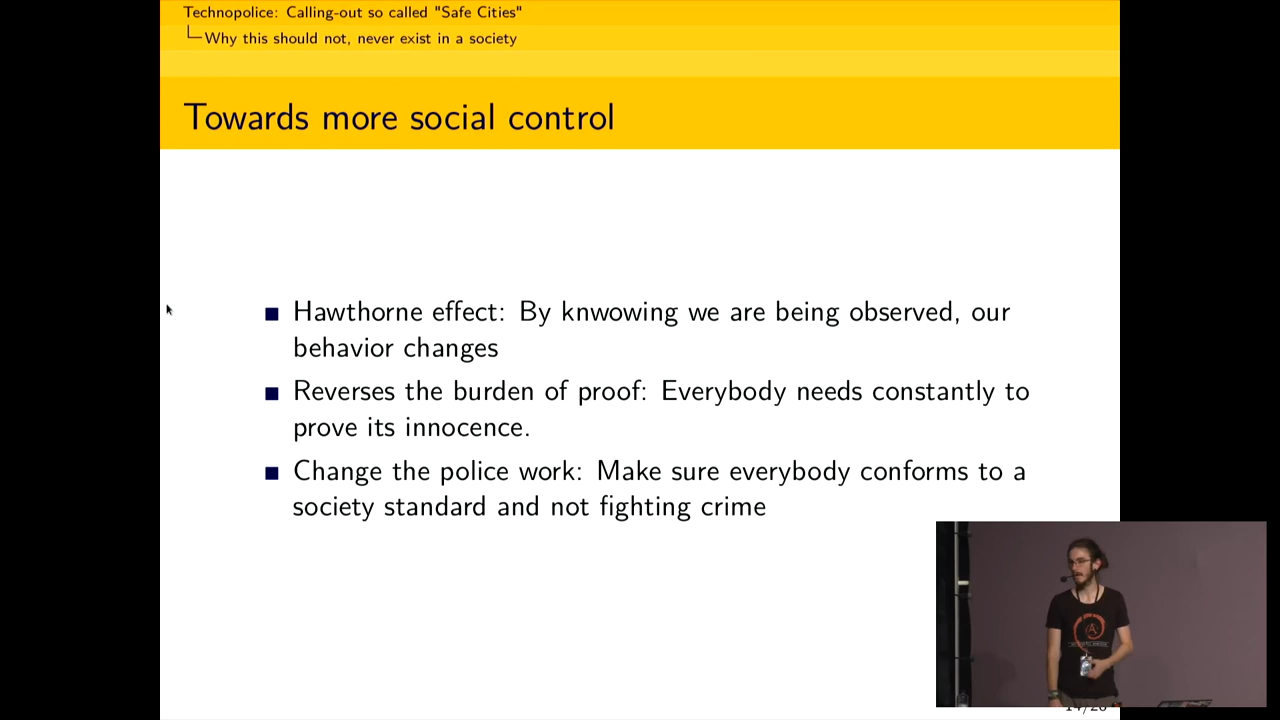 Technopolice: Calling-out so called "Safe Cities"
Why this should not, never exist in a society
Towards more social control
Hawthorne effect: By knwowing we are being observed, our
behavior changes
Reverses the burden of proof: Everybody needs constantly to
prove its innocence.
Change the police work: Make sure everybody conforms to a
society standard and not fighting crime